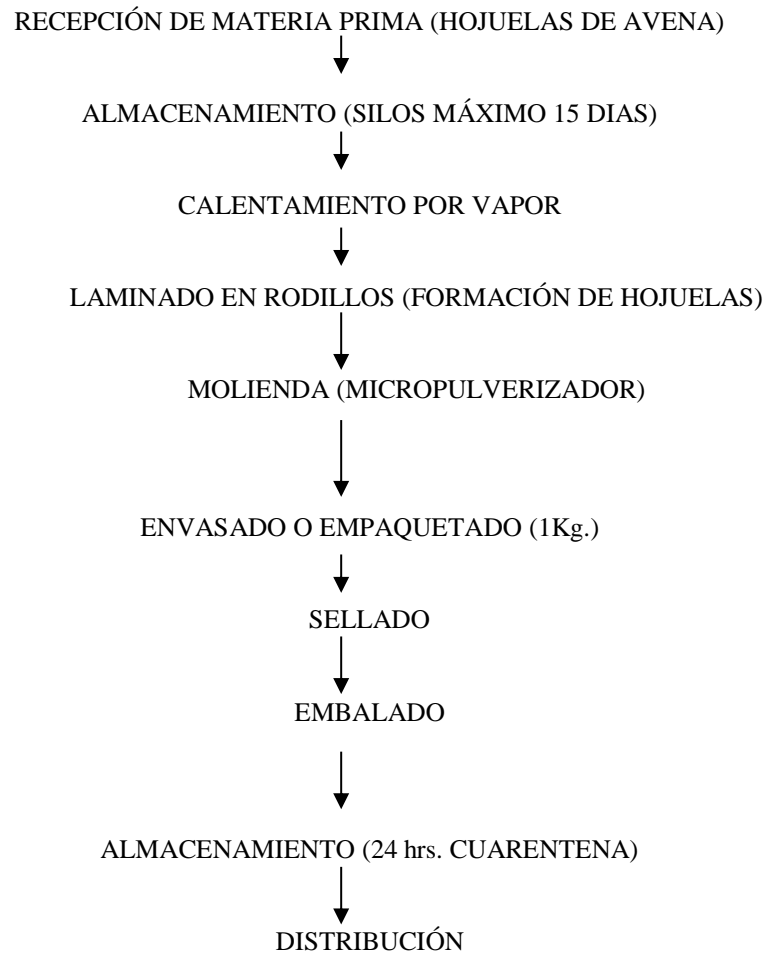 RECEPCIÓN DE MATERIA PRIMA (HOJUELAS DE AVENA)
ALMACENAMIENTO (SILOS MÁXIMO 15 DIAS)
CALENTAMIENTO POR VAPOR
LAMINADO EN RODILLOS (FORMACIÓN DE HOJUELAS)
MOLIENDA (MICROPULVERIZADOR)
ENVASADO O EMPAQUETADO (1Kg.)
SELLADO
EMBALADO
ALMACENAMIENTO (24 hrs. CUARENTENA)
DISTRIBUCIÓN